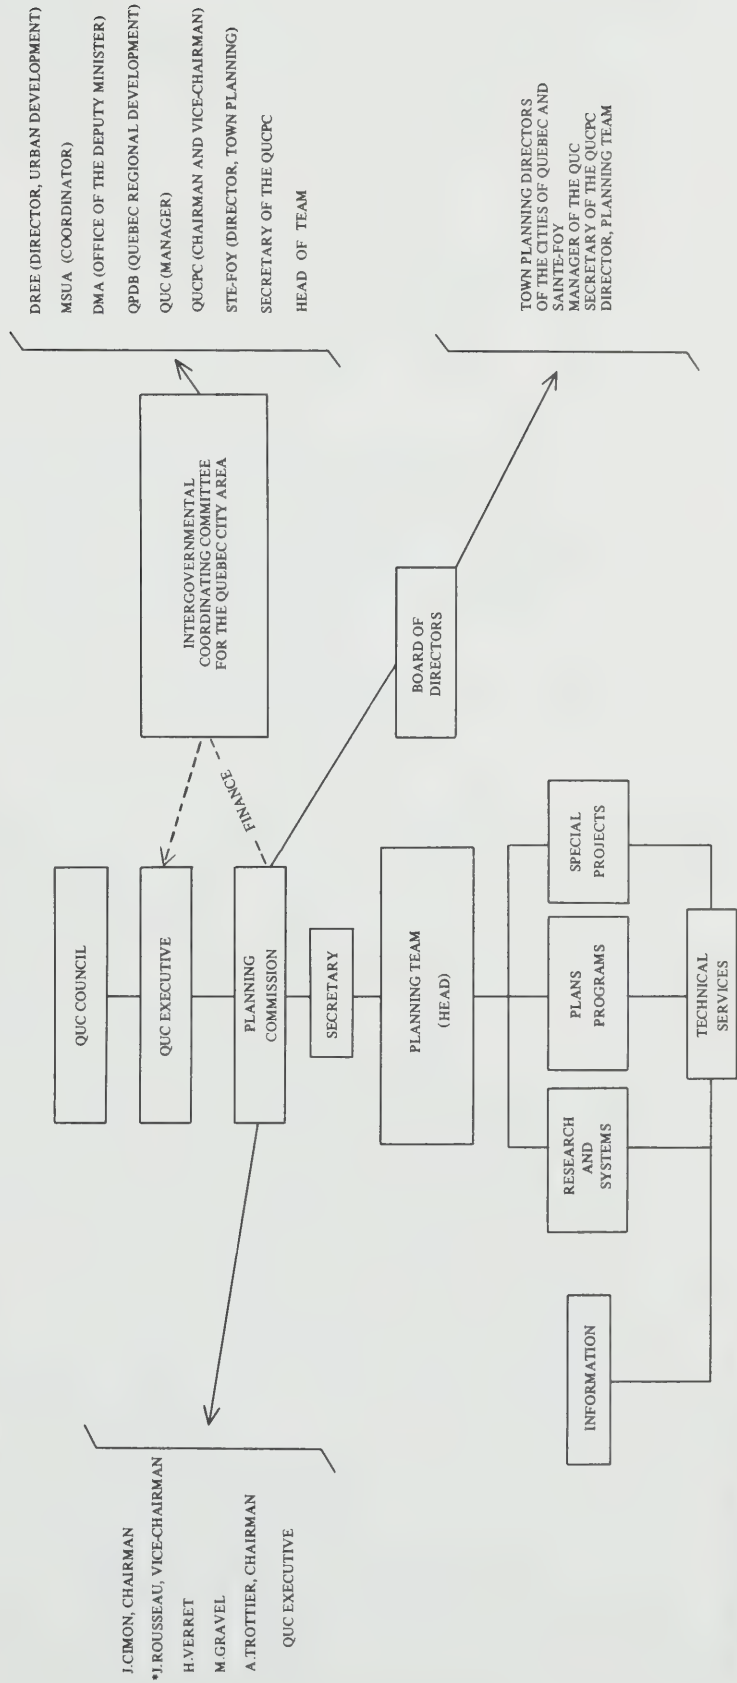 J.CIMON, CHAIRMAN
*J.ROUSSEAU, VICE-CHAIRMAN
H.VERRET
M.GRAVEL
A.TROTTIER, CHAIRMAN
QUC EXECUTIVE
QUC COUNCIL
QUC EXECUTIVE
PLANNING
COMMISSION
SECRETARY
PLANNING TEAM
(HEAD)
INFORMATION
RESEARCH
AND
SYSTEMS
PLANS
PROGRAMS
SPECIAL
PROJECTS
TECHNICAL
SERVICES
FINANCE
INTERGOVERNMENTAL
COORDINATING COMMITTEE
FOR THE QUEBEC CITY AREA
BOARD OF
DIRECTORS
DREE (DIRECTOR, URBAN DEVELOPMENT)
MSUA (COORDINATOR)
DMA (OFFICE OF THE DEPUTY MINISTER)
QPDB (QUEBEC REGIONAL DEVELOPMENT)
QUC (MANAGER)
QUCPC (CHAIRMAN AND VICE-CHAIRMAN)
STE-FOY (DIRECTOR, TOWN PLANNING)
SECRETARY OF THE QUCPC
HEAD OF TEAM
TOWN PLANNING DIRECTORS
OF THE CITIES OF QUEBEC AND
SAINTE-FOY
MANAGER OF THE QUC
SECRETARY OF THE QUCPC
DIRECTOR, PLANNING TEAM